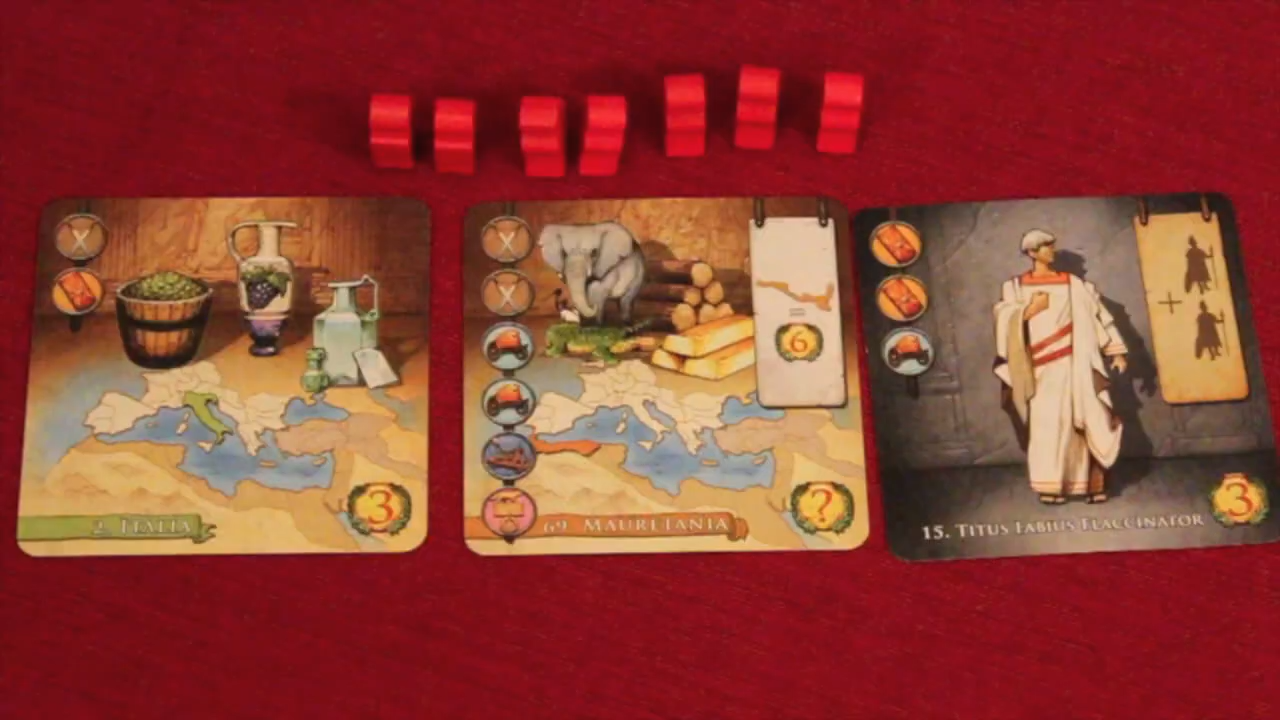 X
3
2. ITALIA
X
X
=
6
?
69. MAURETANIA
+
3
15. TITUS FABIUS FLACCINATOR